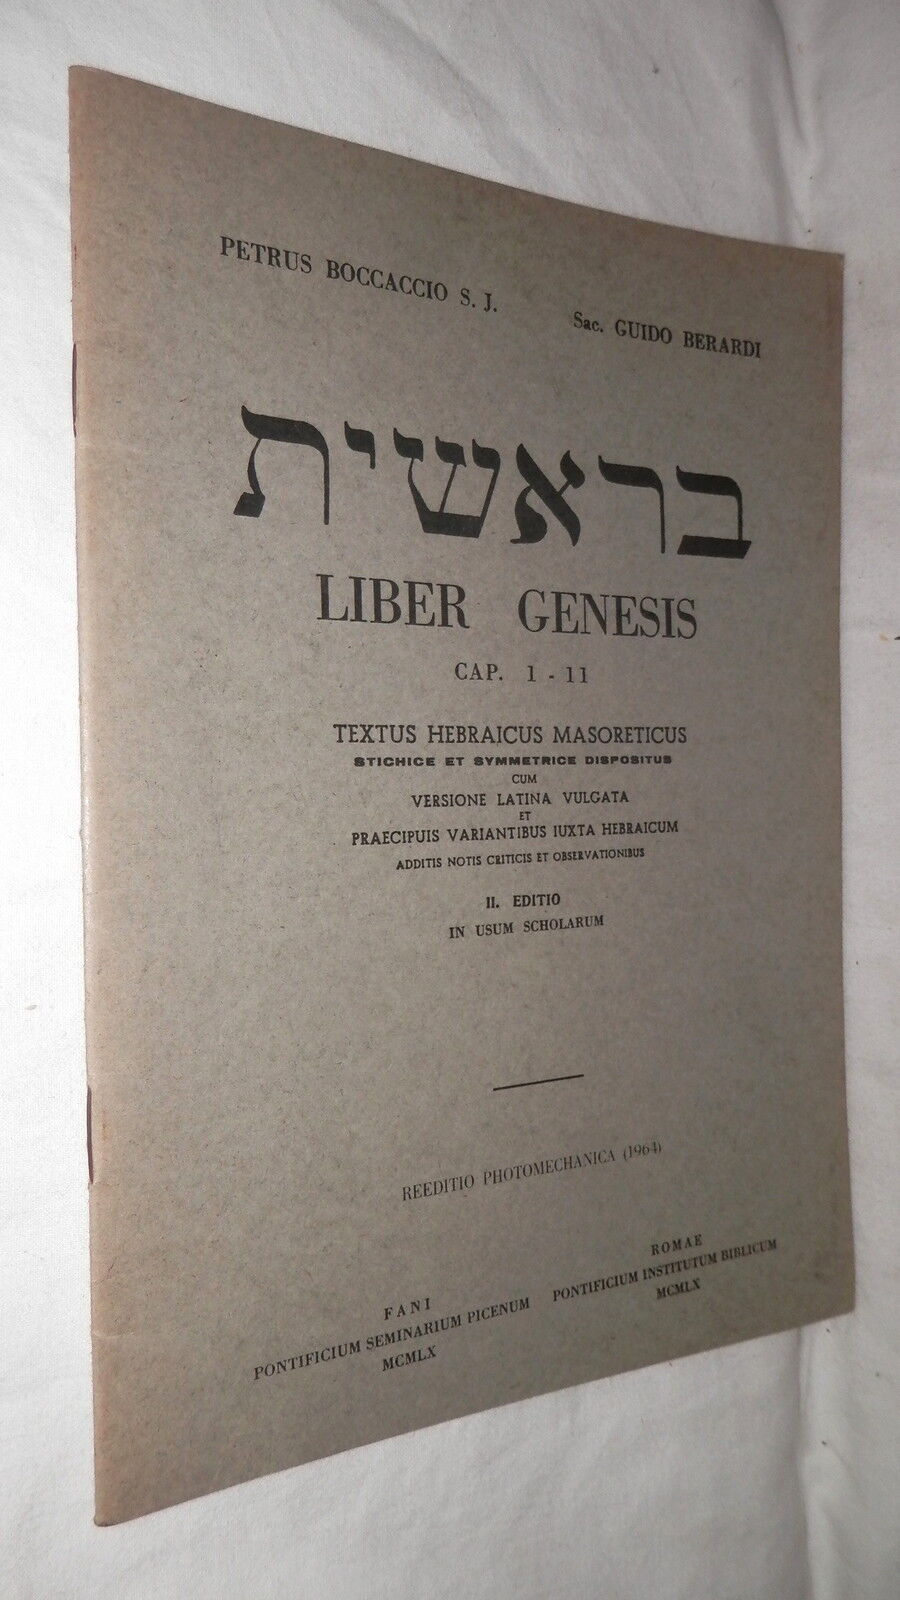 PETRUS BOCCACCIO S. J.
Sac. GUIDO BERARDI
בראשית
LIBER GENESIS
CAP. 1 - 11
TEXTUS HEBRAICUS MASORETICUS
STICHICE ET SYMMETRICE DISPOSITUS
CUM
VERSIONE LATINA VULGATA
ET
PRAECIPUIS VARIANTIBUS IUXTA HEBRAICUM
ADDITIS NOTIS CRITICIS ET OBSERVATIONIBUS
II. EDITIO
IN USUM SCHOLARUM
REEDITIO PHOTOMECHANICA (1964)
FANI
PONTIFICIUM SEMINARIUM PICENUM
MCMLX
ROMAE
PONTIFICIUM INSTITUTUM BIBLICUM
MCMLX